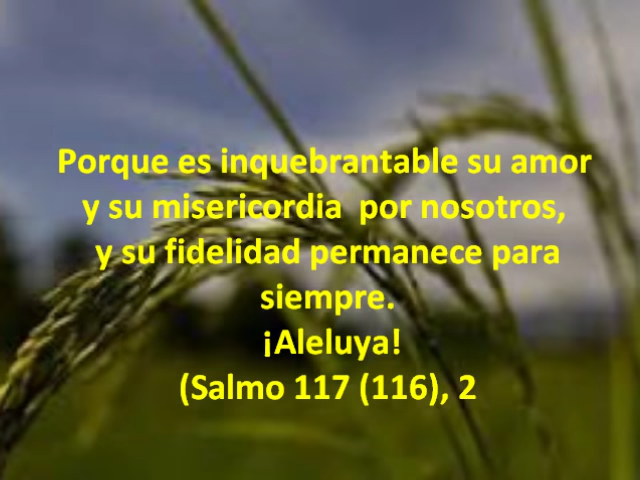 Porque es inquebrantable su amor
y su misericordia  por nosotros,
y su fidelidad permanece para
siempre.
¡Aleluya!
(Salmo 117 (116), 2